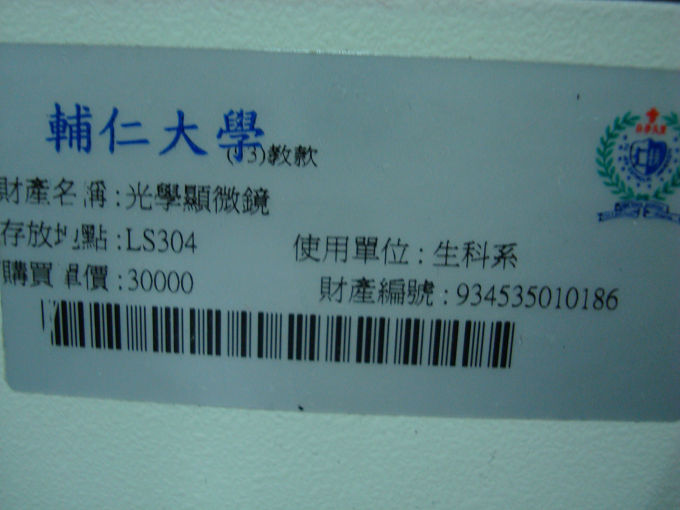 輔仁大學
3)教款
財產名稱:光學顯微鏡
存放地點:LS304
使用單位:生科系
購買單價:30000
財產編號:934535010186